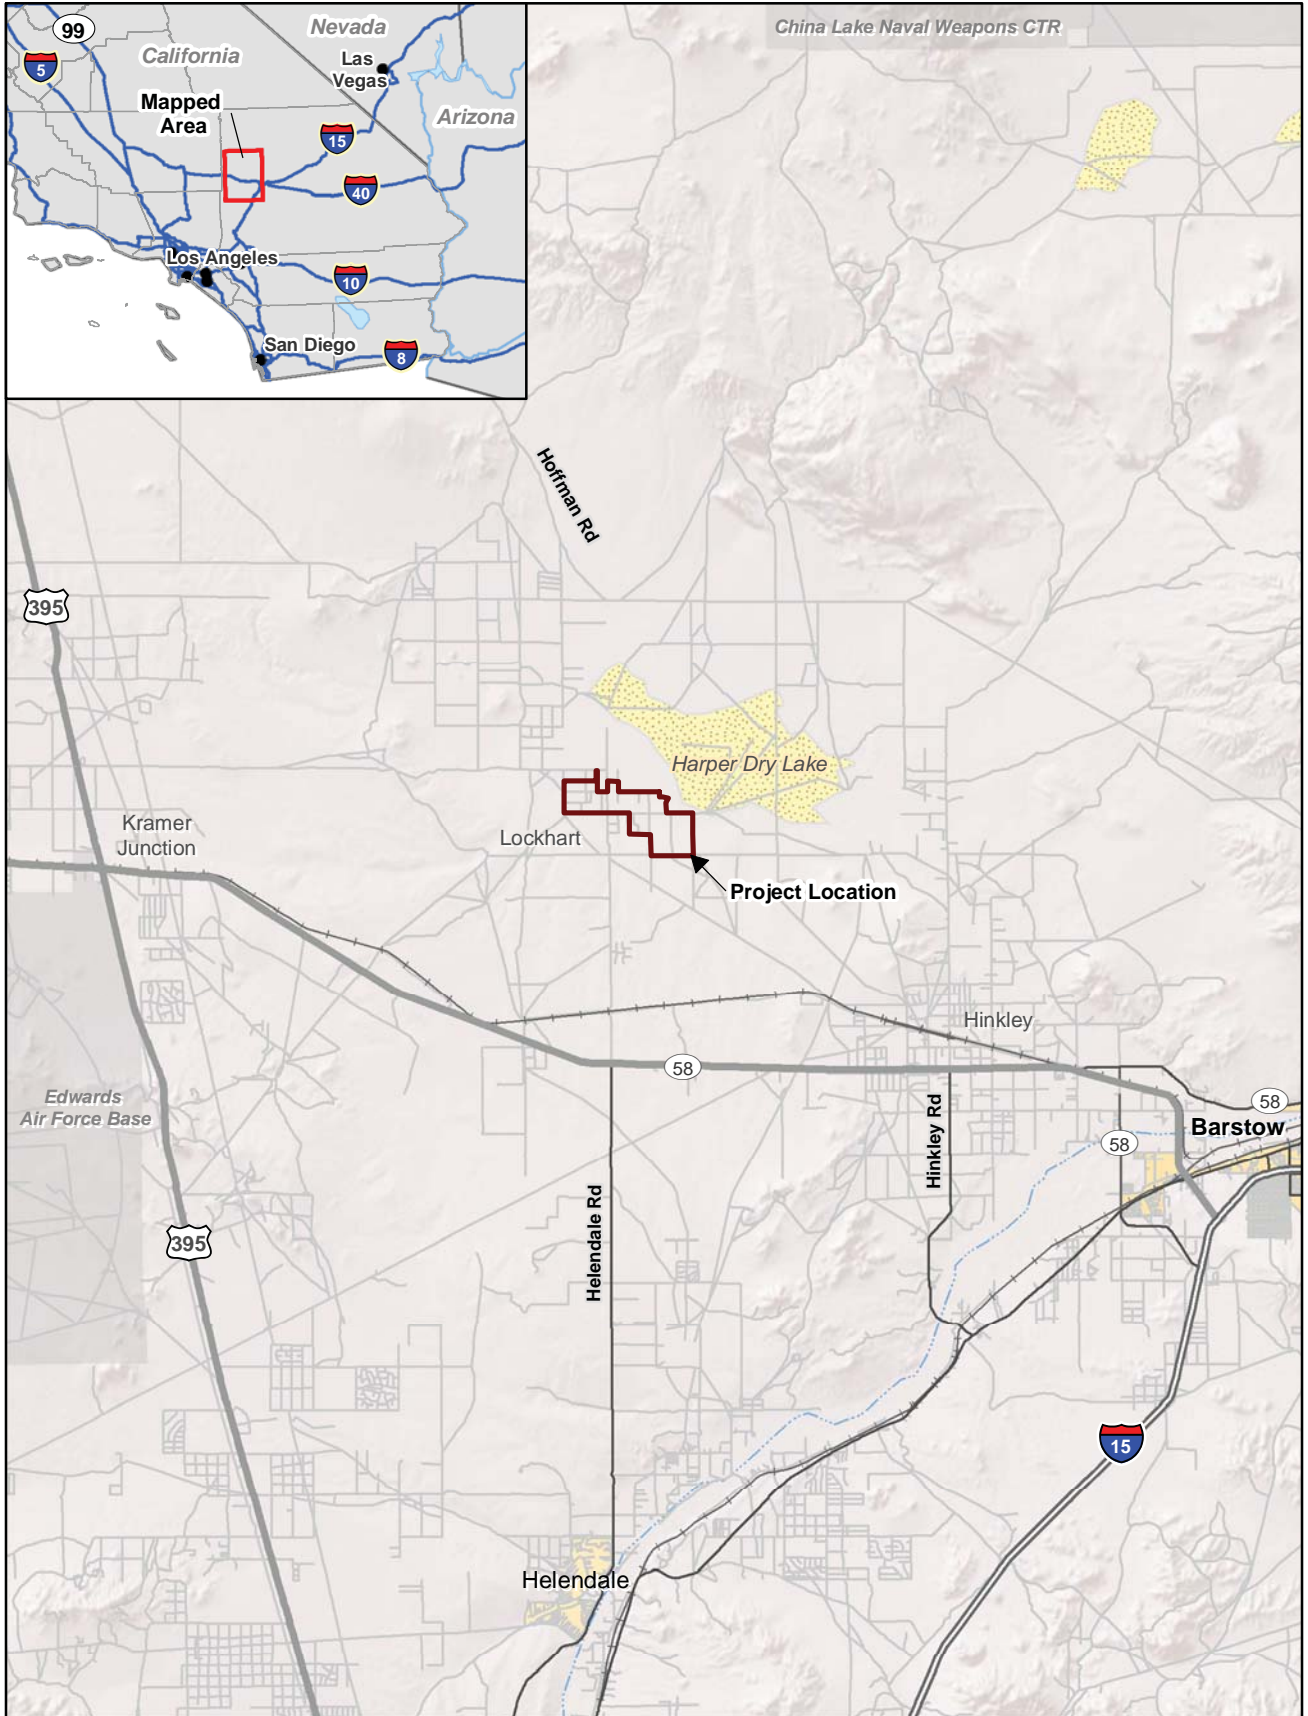 China Lake Naval Weapons CTR
99
Nevada
California
5
Las
Vegas
Mapped
Area
Arizona
15
40
Los Angeles
10
San Diego
8
Hoffman Rd
395
Harper Dry Lake
Kramer
Junction
Lockhart
Project Location
Hinkley
58
Edwards
Air Force Base
58
Barstow
58
Hinkley Rd
Helendale Rd
395
15
Helendale